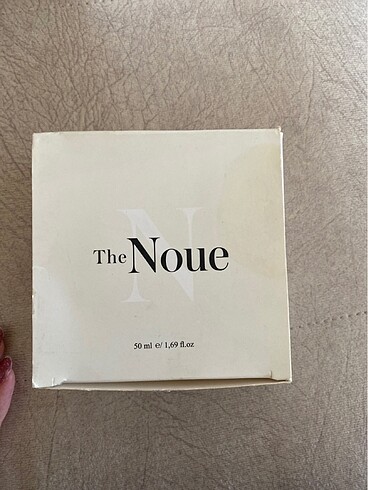 N
The Noue
50 ml e/ 1,69 fl.oz